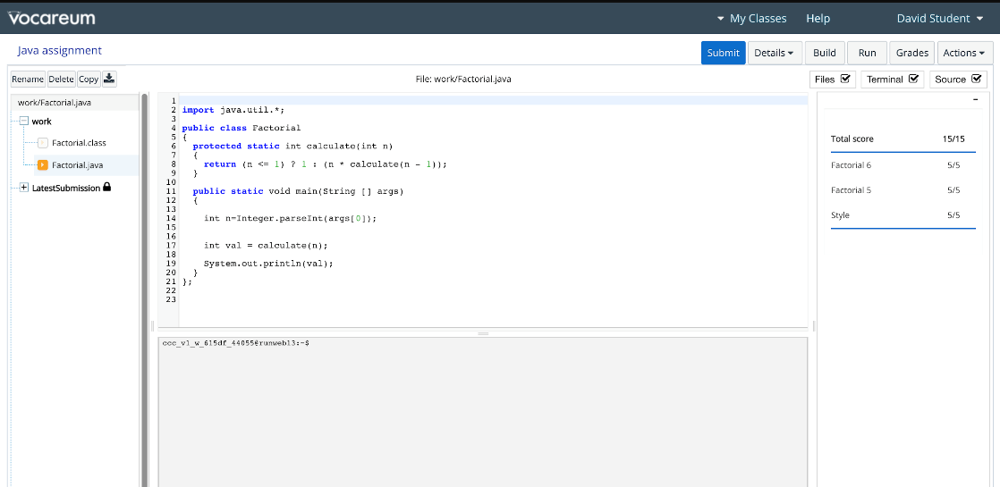 Vocareum
My Classes Help David Student
Java assignment
Submit Details Build Run Grades Actions
Rename Delete Copy
File: work/Factorial.java
Files Terminal Source
work/Factorial.java
work
Factorial.class
Factorial.java
LatestSubmission
1
2 import java.util.*;
3
4 public class Factorial
5 {
6 protected static int calculate(int n)
7 {
8 return (n <= 1) ? 1 : (n * calculate(n - 1));
9 }
10
11 public static void main(String [] args)
12 {
13
14 int n=Integer.parseInt(args[0]);
15
16
17 int val = calculate(n);
18
19 System.out.println(val);
20 }
21 };
22
23
ccc_v1_w_615df_44055@runweb13:~$
-
Total score 15/15
Factorial 6 5/5
Factorial 5 5/5
Style 5/5